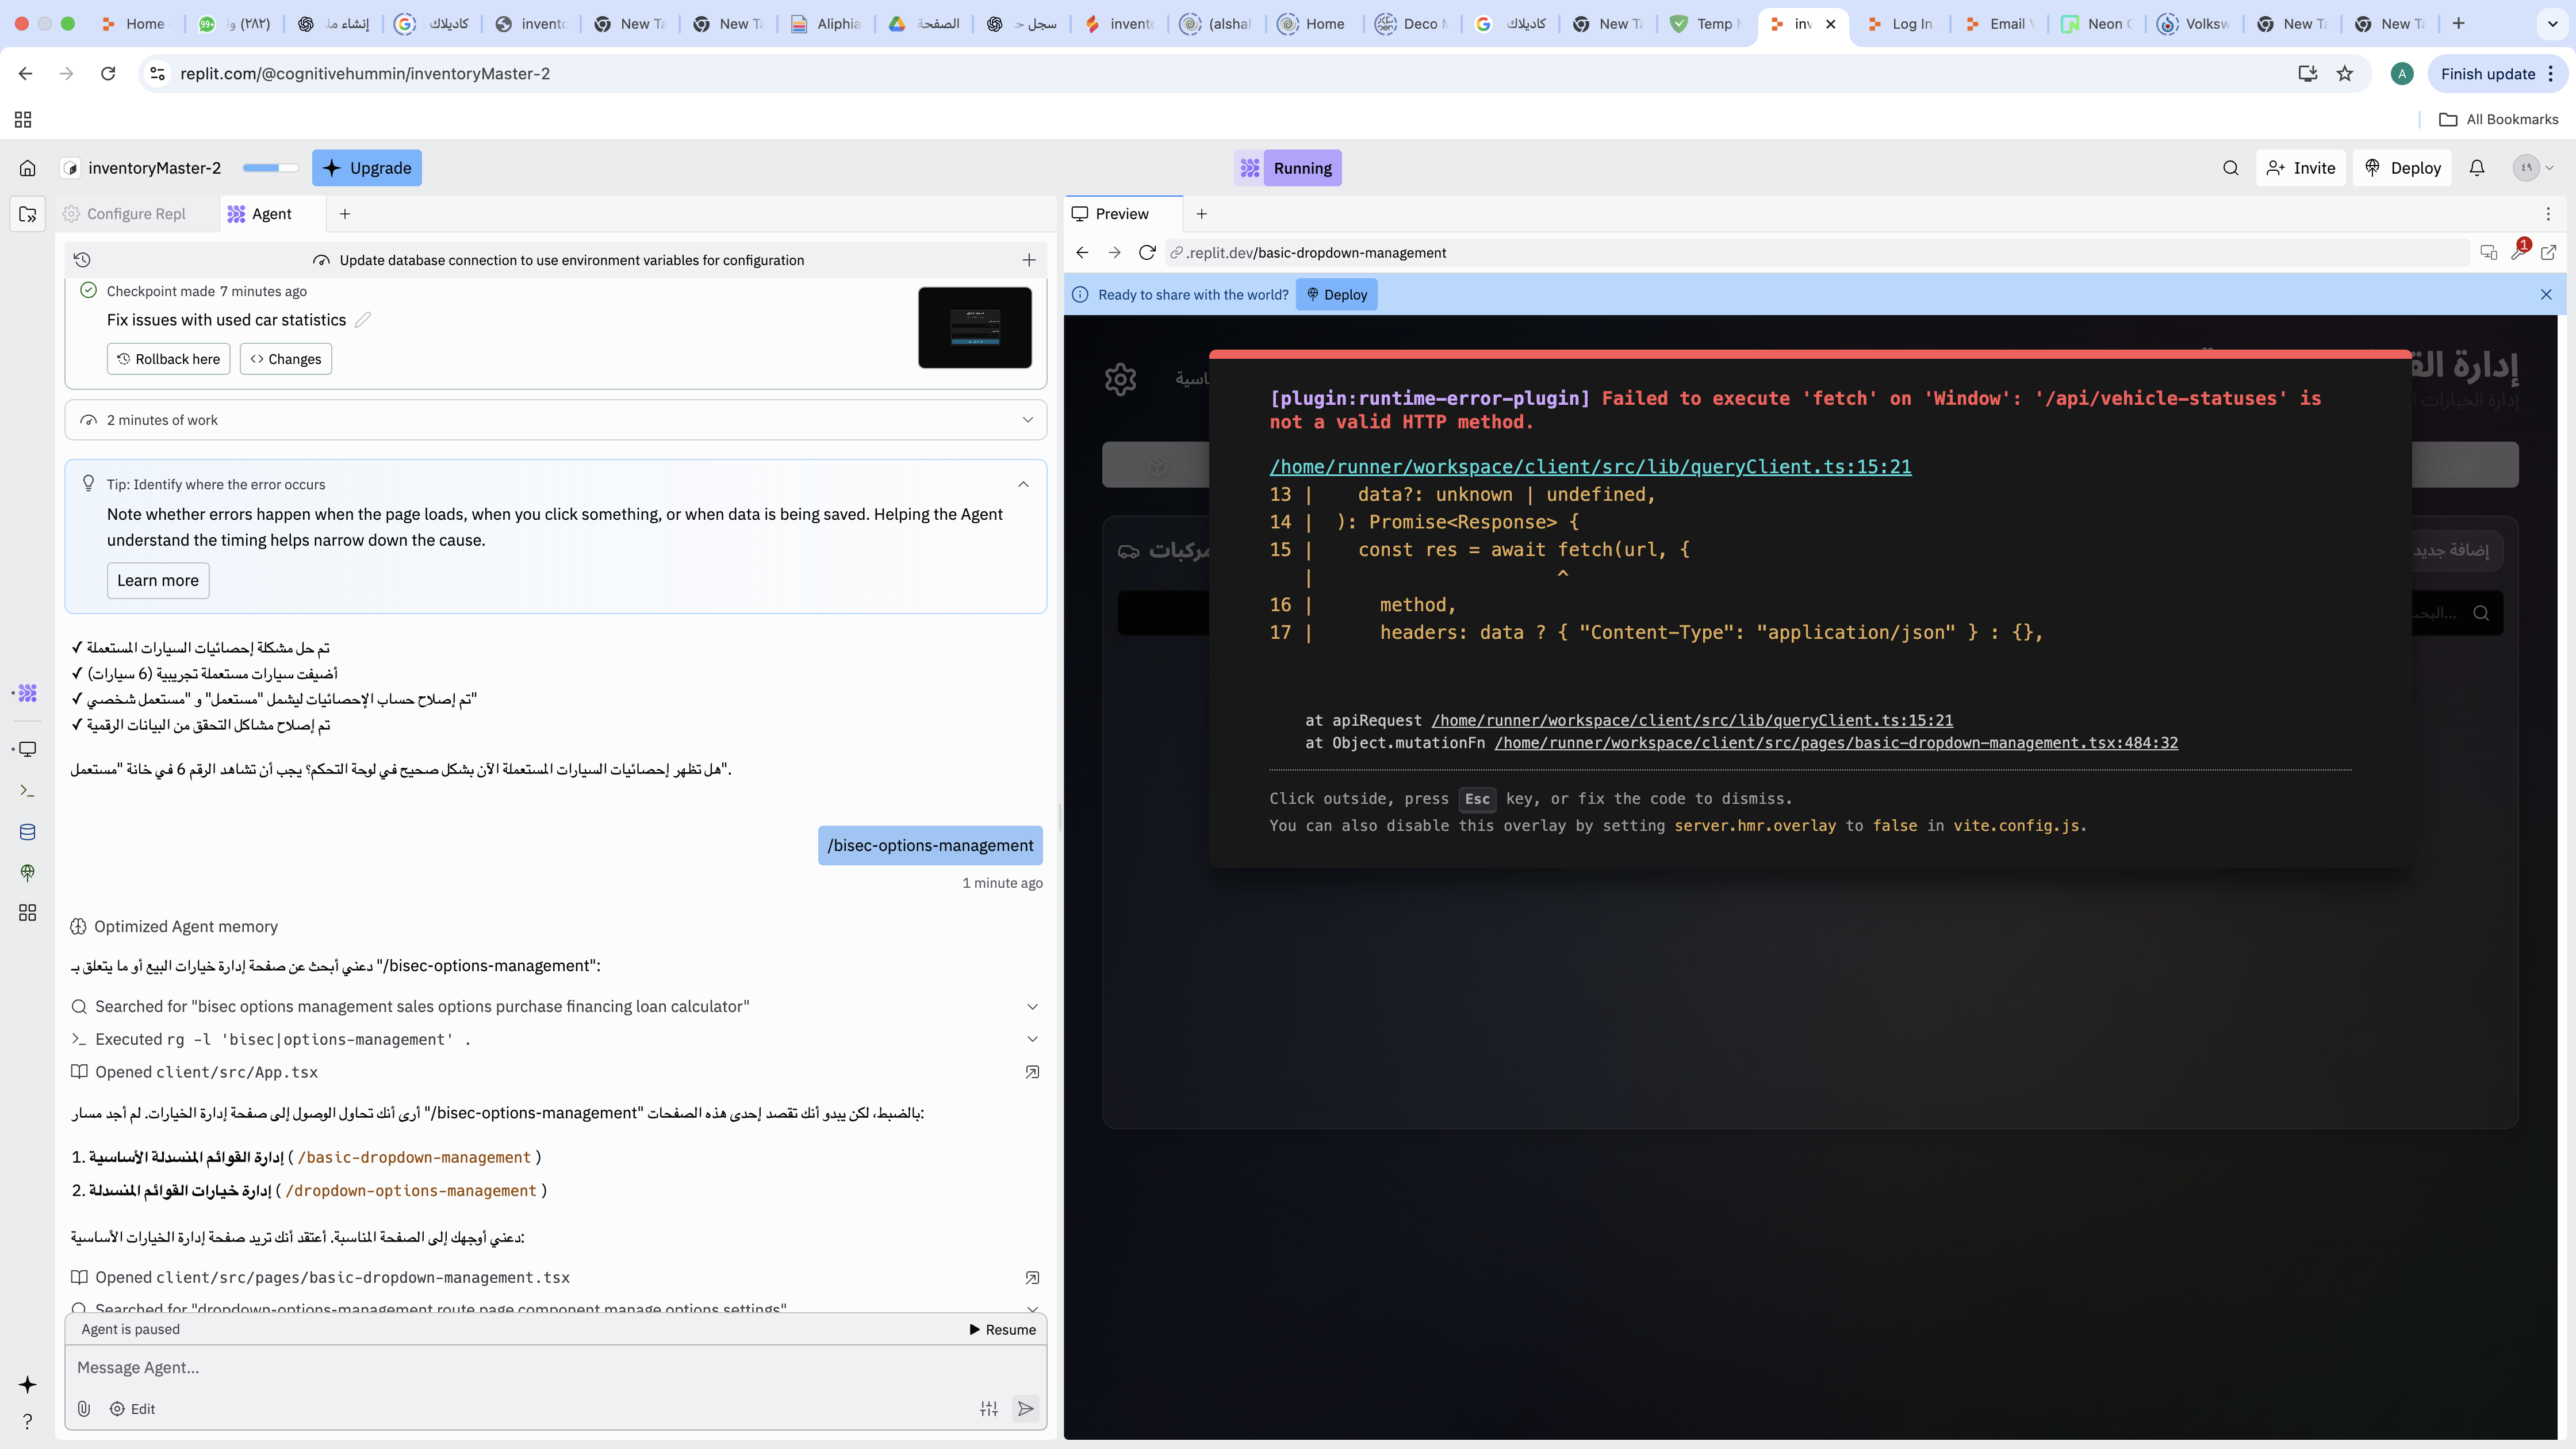 Home
(٢٨٢) وا
إنشاء مل
كاديلاك
invento
New Ta
New Ta
Aliphia
الصفحة
سجل حـ
invento
(alshal
Home
Deco M
كاديلاك
New Ta
Temp M
inv
Log In
Email V
Neon C
Volksw
New Ta
New Ta
replit.com/@cognitivehummin/inventoryMaster-2
A
Finish update
All Bookmarks
inventoryMaster-2
Upgrade
Running
Invite
Deploy
Configure Repl
Agent
Update database connection to use environment variables for configuration
Checkpoint made 7 minutes ago
Fix issues with used car statistics
Rollback here
Changes
2 minutes of work
Tip: Identify where the error occurs
Note whether errors happen when the page loads, when you click something, or when data is being saved. Helping the Agent
understand the timing helps narrow down the cause.
Learn more
✓ تم حل مشكلة إحصائيات السيارات المستعملة
✓ أضيفت سيارات مستعملة تجريبية (6 سيارات)
✓ تم إصلاح حساب الإحصائيات ليشمل "مستعمل" و "مستعمل شخصي"
✓ تم إصلاح مشاكل التحقق من البيانات الرقمية
هل تظهر إحصائيات السيارات المستعملة الآن بشكل صحيح في لوحة التحكم؟ يجب أن تشاهد الرقم 6 في خانة "مستعمل".
/bisec-options-management
1 minute ago
Optimized Agent memory
دعني أبحث عن صفحة إدارة خيارات البيع أو ما يتعلق بـ "/bisec-options-management":
Searched for "bisec options management sales options purchase financing loan calculator"
Executed rg -l 'bisec|options-management' .
Opened client/src/App.tsx
أرى أنك تحاول الوصول إلى صفحة إدارة الخيارات. لم أجد مسار "/bisec-options-management" بالضبط، لكن يبدو أنك تقصد إحدى هذه الصفحات:
1. إدارة القوائم المنسدلة الأساسية ( /basic-dropdown-management )
2. إدارة خيارات القوائم المنسدلة ( /dropdown-options-management )
دعني أوجهك إلى الصفحة المناسبة. أعتقد أنك تريد صفحة إدارة الخيارات الأساسية:
Opened client/src/pages/basic-dropdown-management.tsx
Searched for "dropdown-options-management route page component manage options settings"
Agent is paused
Resume
Message Agent...
Edit
Preview
.replit.dev/basic-dropdown-management
1
Ready to share with the world?
Deploy
إدارة الق
اسية
إدارة الخيارات ا
مركبات
إضافة جديد
البحث...
[plugin:runtime-error-plugin] Failed to execute 'fetch' on 'Window': '/api/vehicle-statuses' is
not a valid HTTP method.
/home/runner/workspace/client/src/lib/queryClient.ts:15:21
13 | data?: unknown | undefined,
14 | ): Promise<Response> {
15 | const res = await fetch(url, {
| ^
16 | method,
17 | headers: data ? { "Content-Type": "application/json" } : {},
at apiRequest /home/runner/workspace/client/src/lib/queryClient.ts:15:21
at Object.mutationFn /home/runner/workspace/client/src/pages/basic-dropdown-management.tsx:484:32
Click outside, press Esc key, or fix the code to dismiss.
You can also disable this overlay by setting server.hmr.overlay to false in vite.config.js.